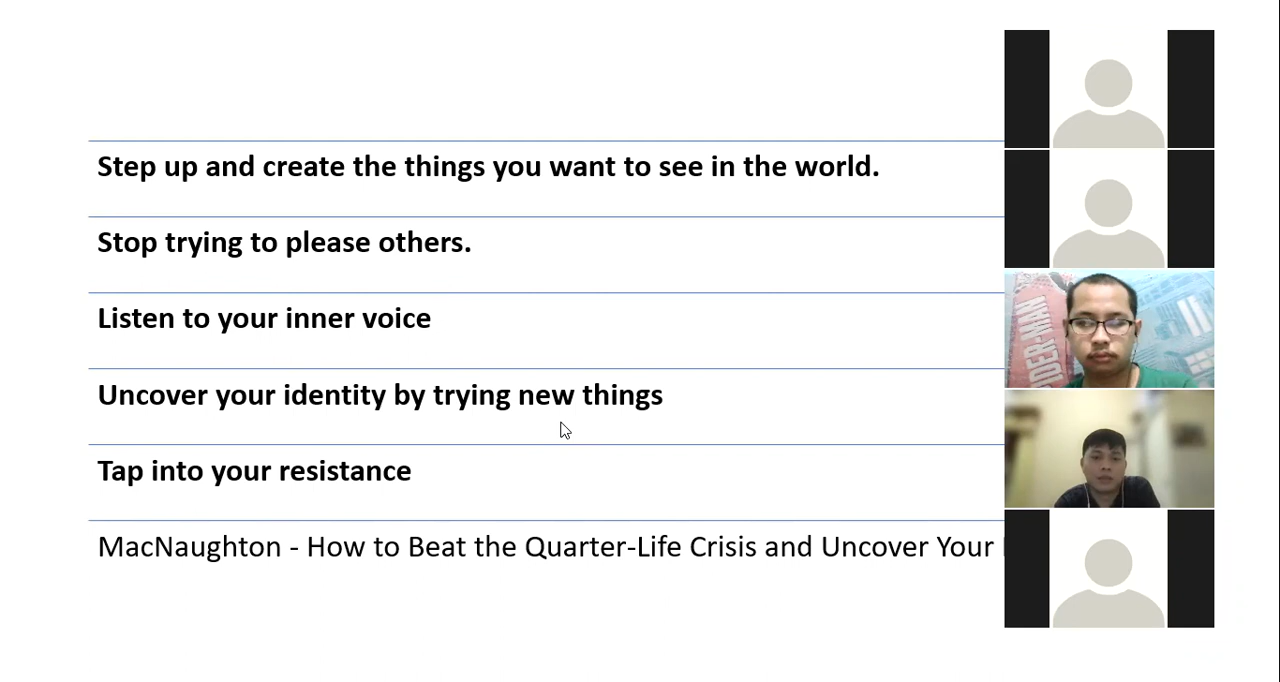 Step up and create the things you want to see in the world.
Stop trying to please others.
Listen to your inner voice
Uncover your identity by trying new things
Tap into your resistance
MacNaughton - How to Beat the Quarter-Life Crisis and Uncover Your
DER-MAN